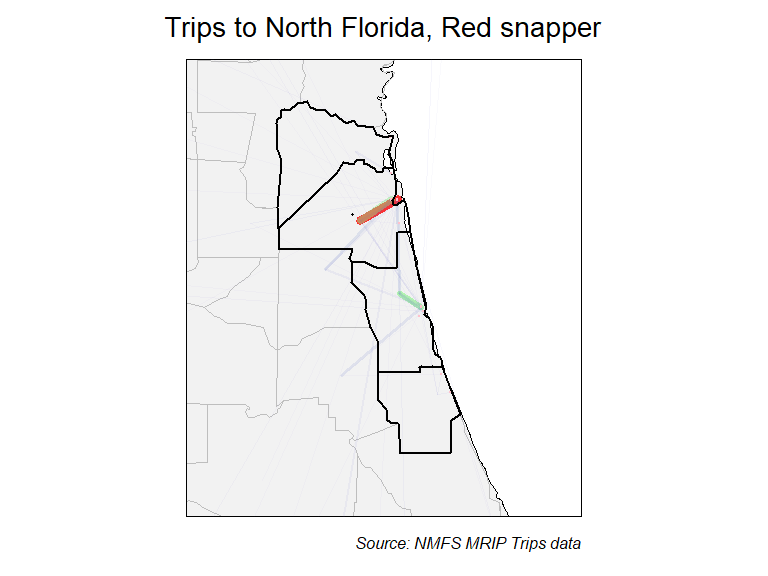 Trips to North Florida, Red snapper
Source: NMFS MRIP Trips data